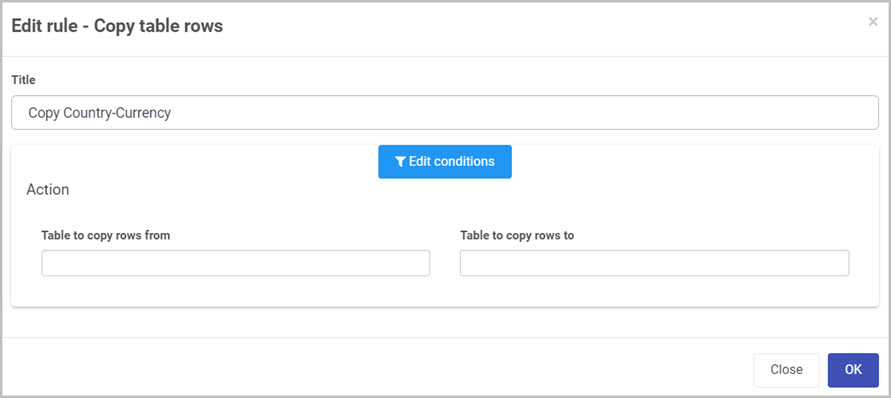 Edit rule - Copy table rows
×
Title
Copy Country-Currency
Edit conditions
Action
Table to copy rows from
Table to copy rows to
Close
OK